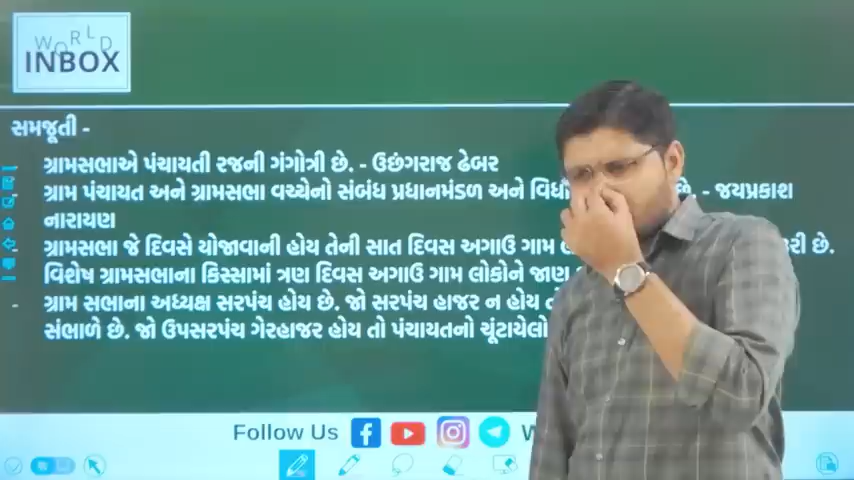 WORLD
INBOX
સમજૂતી -
ગ્રામસભાએ પંચાયતી રજની ગંગોત્રી છે. - ઉછંગરાજ ઢેબર
ગ્રામ પંચાયત અને ગ્રામસભા વચ્ચેનો સંબંધ પ્રધાનમંડળ અને છે. - જયપ્રકાશ
નારાયણ
ગ્રામસભા જે દિવસે યોજાવાની હોય તેની સાત દિવસ અગાઉ ગામ છે.
વિશેષ ગ્રામસભાના કિસ્સામાં ત્રણ દિવસ અગાઉ ગામ લોકોને જાણ
- ગ્રામ સભાના અધ્યક્ષ સરપંચ હોય છે. જો સરપંચ હાજર ન હોય
સંભાળે છે. જો ઉપસરપંચ ગેરહાજર હોય તો પંચાયતનો ચૂંટાયેલો
Follow Us